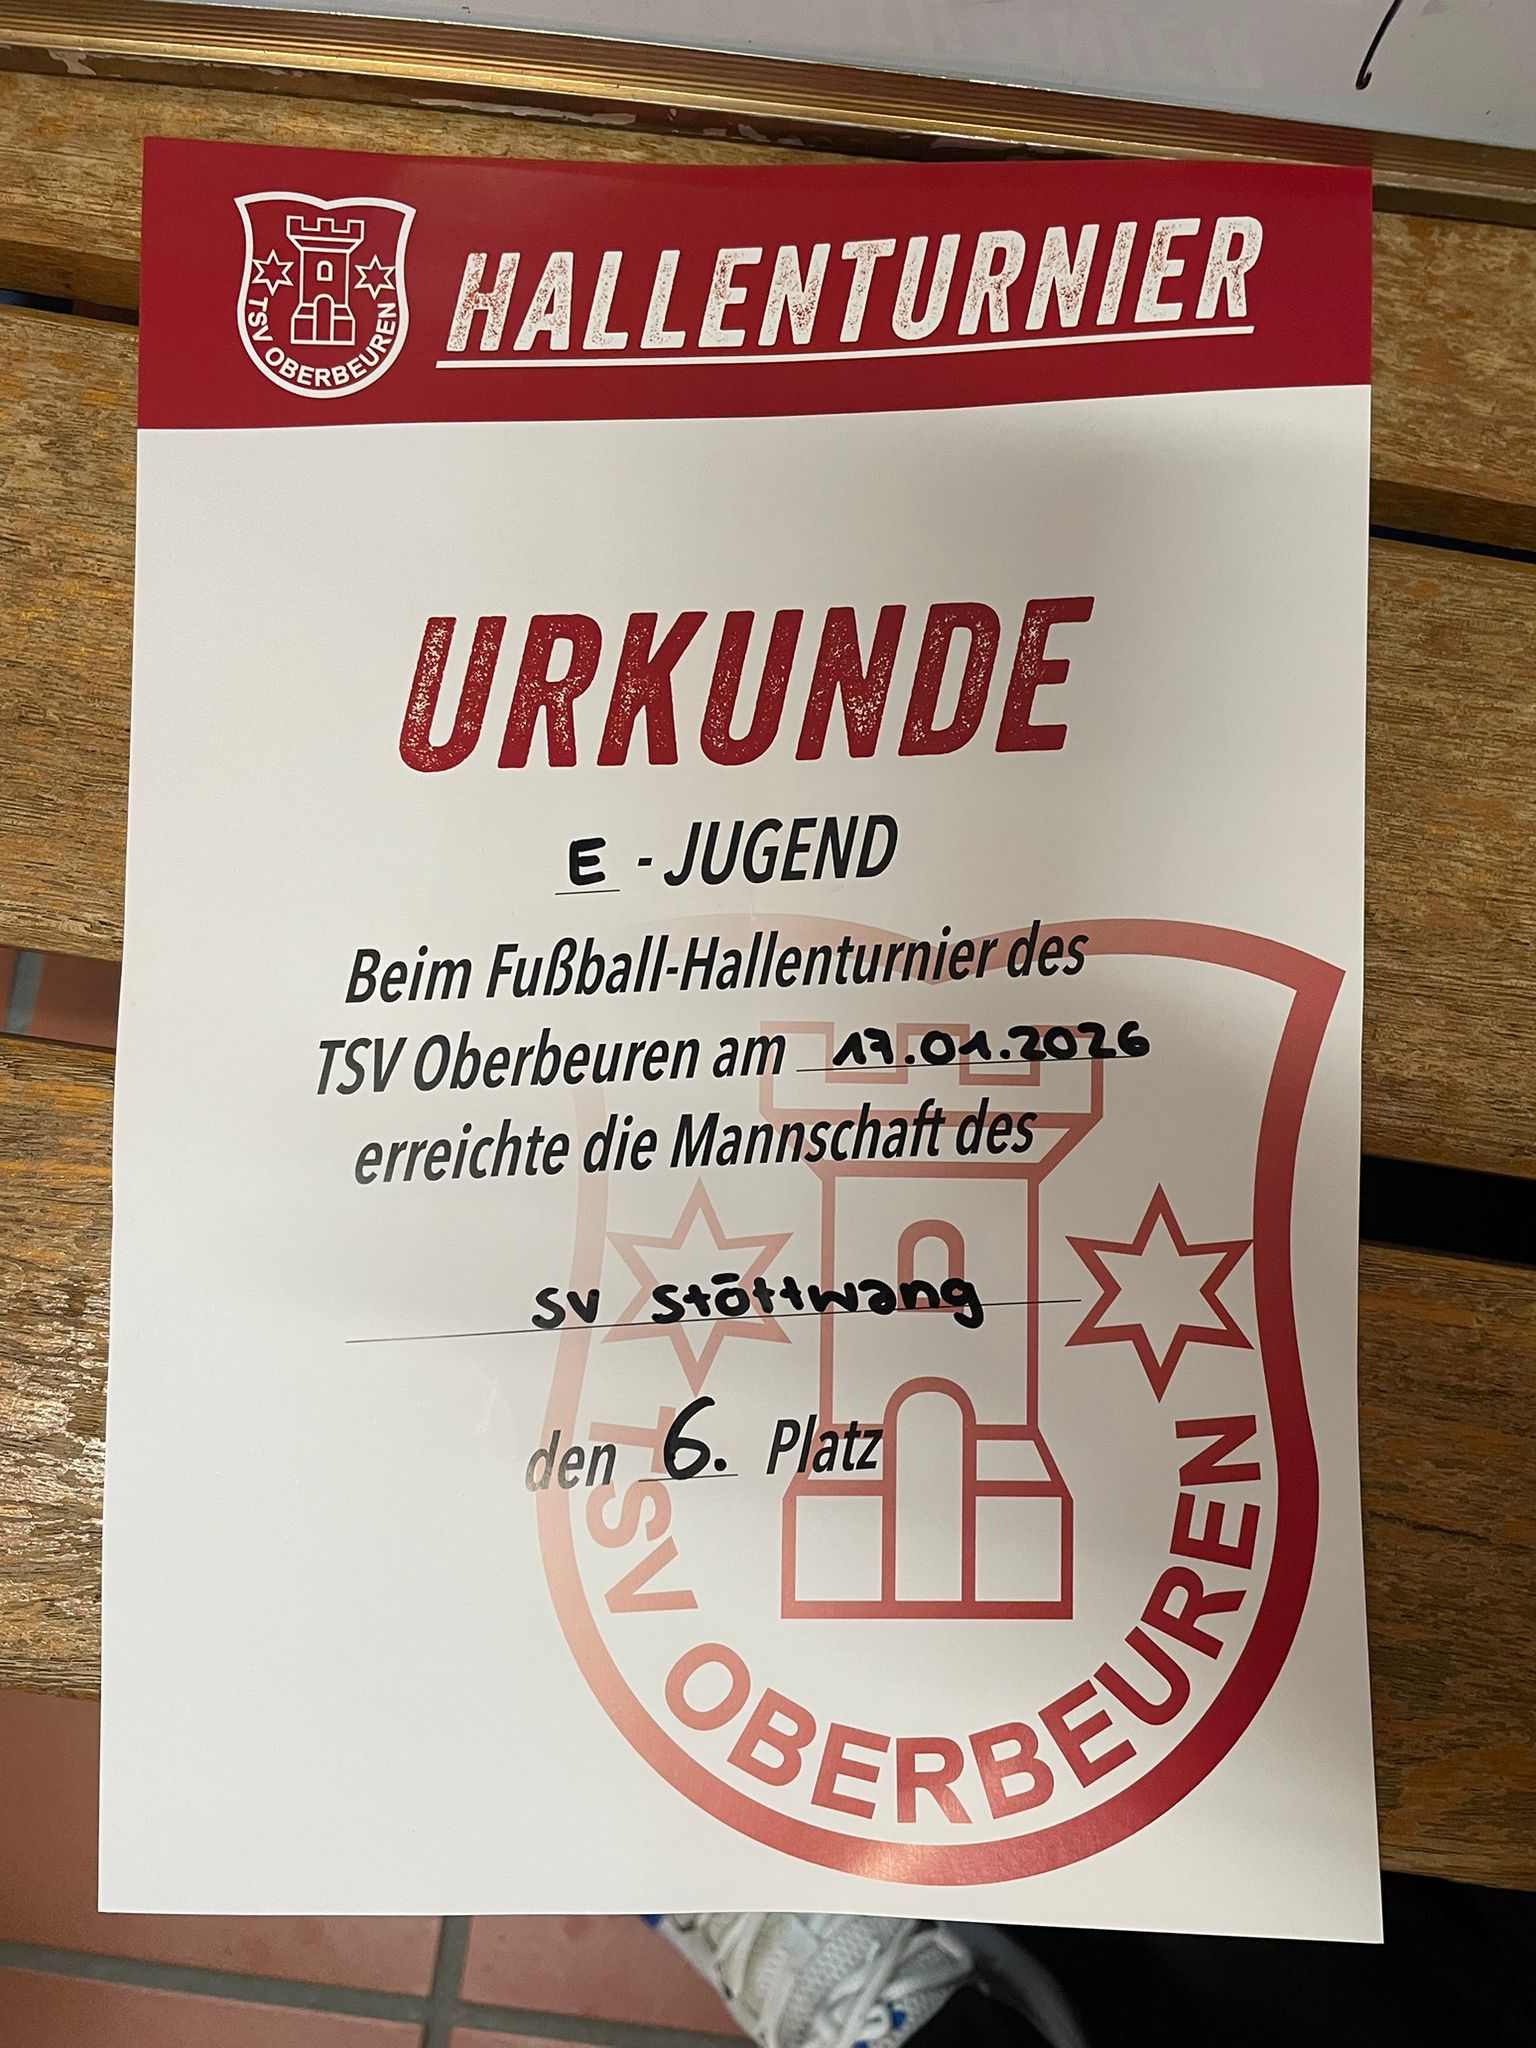 TSV OBERBEUREN
HALLENTURNIER
URKUNDE
E - JUGEND
Beim Fußball-Hallenturnier des
TSV Oberbeuren am 17.01.2026
erreichte die Mannschaft des
SV Stöttwang
den 6. Platz
TSV OBERBEUREN